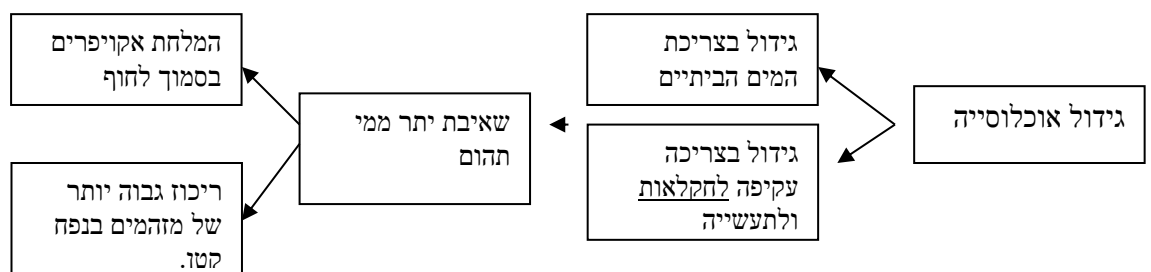 גידול אוכלוסייה
גידול בצריכת
המים הביתיים
גידול בצריכה
עקיפה לחקלאות
ולתעשייה
שאיבת יתר ממי
תהום
המלחת אקויפרים
בסמוך לחוף
ריכוז גבוה יותר
של מזהמים בנפח
קטן.